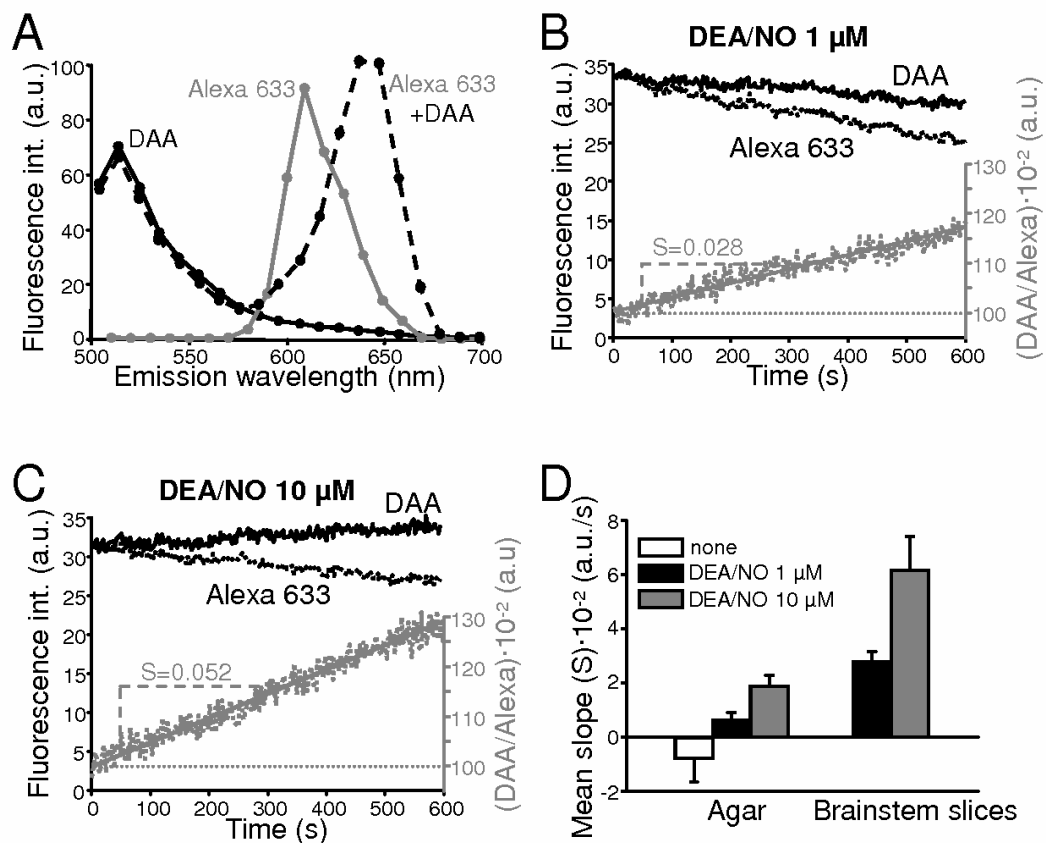 A
Fluorescence int. (a.u.)
100
80
60
40
20
0
DAA
Alexa 633
Alexa 633
+DAA
500
550
600
650
700
Emission wavelength (nm)
B
DEA/NO 1 µM
Fluorescence int. (a.u.)
35
30
25
20
15
10
5
0
DAA
Alexa 633
S=0.028
130
120
110
100
(DAA/Alexa)·10⁻² (a.u.)
0
100
200
300
400
500
600
Time (s)
C
DEA/NO 10 µM
Fluorescence int. (a.u.)
35
30
25
20
15
10
5
0
DAA
Alexa 633
S=0.052
130
120
110
100
(DAA/Alexa)·10⁻² (a.u)
0
100
200
300
400
500
600
Time (s)
D
Mean slope (S)·10⁻² (a.u./s)
8
6
4
2
0
-2
none
DEA/NO 1 µM
DEA/NO 10 µM
Agar
Brainstem slices